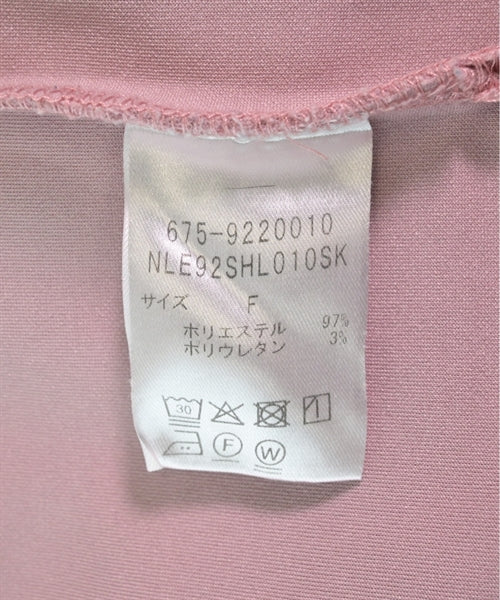 675-9220010
NLE92SHL010SK
サイズ F
ポリエステル 97%
ポリウレタン 3%
30
F W